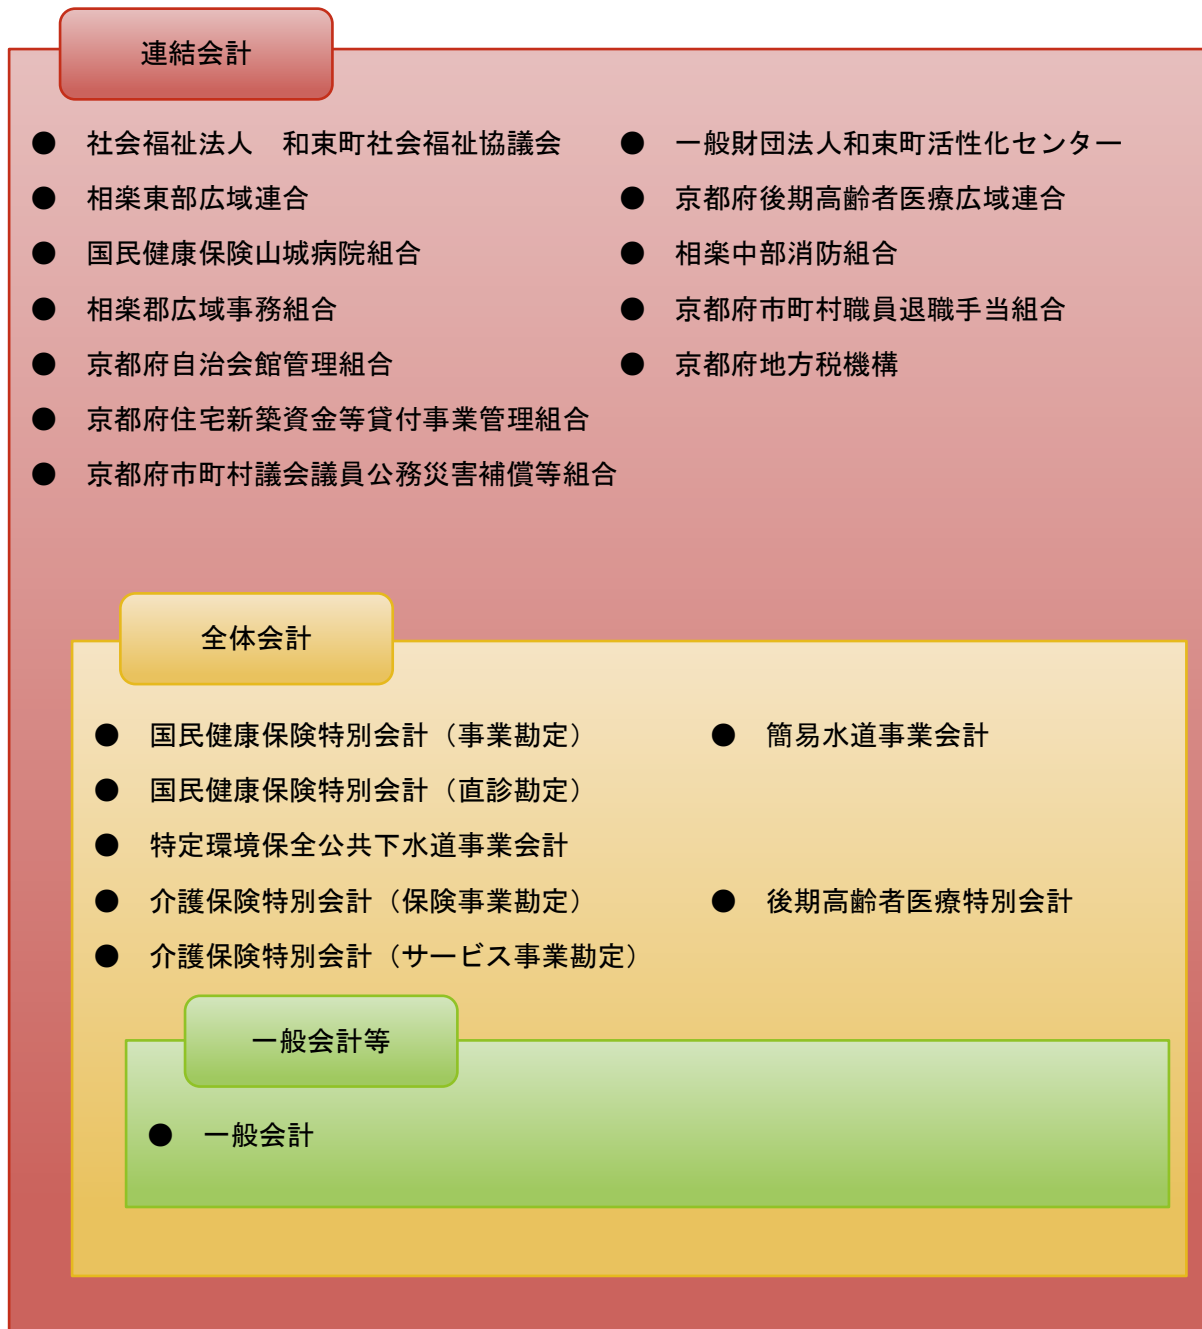 連結会計
● 社会福祉法人　和束町社会福祉協議会 ● 一般財団法人和束町活性化センター
● 相楽東部広域連合 ● 京都府後期高齢者医療広域連合
● 国民健康保険山城病院組合 ● 相楽中部消防組合
● 相楽郡広域事務組合 ● 京都府市町村職員退職手当組合
● 京都府自治会館管理組合 ● 京都府地方税機構
● 京都府住宅新築資金等貸付事業管理組合
● 京都府市町村議会議員公務災害補償等組合
全体会計
● 国民健康保険特別会計（事業勘定） ● 簡易水道事業会計
● 国民健康保険特別会計（直診勘定）
● 特定環境保全公共下水道事業会計
● 介護保険特別会計（保険事業勘定） ● 後期高齢者医療特別会計
● 介護保険特別会計（サービス事業勘定）
一般会計等
● 一般会計